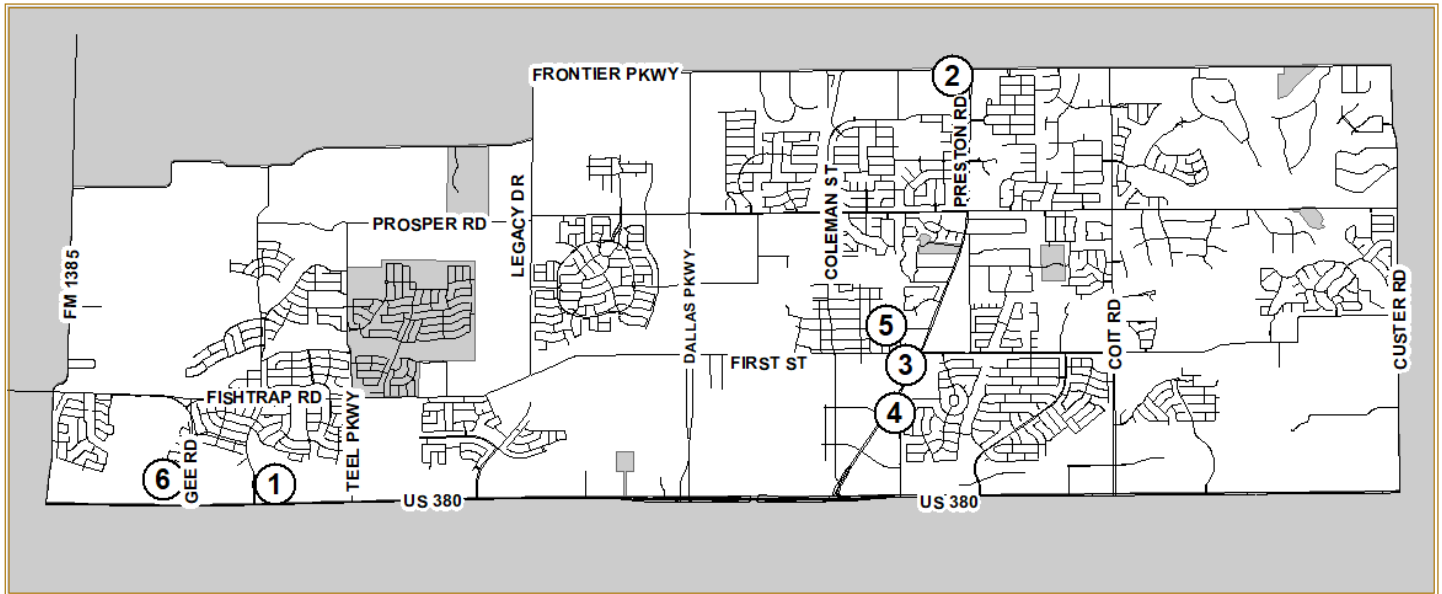 FRONTIER PKWY
2
PRESTON RD
COLEMAN ST
LEGACY DR
PROSPER RD
FM 1385
DALLAS PKWY
5
COIT RD
CUSTER RD
FIRST ST
3
FISHTRAP RD
TEEL PKWY
4
GEE RD
6
1
US 380
US 380